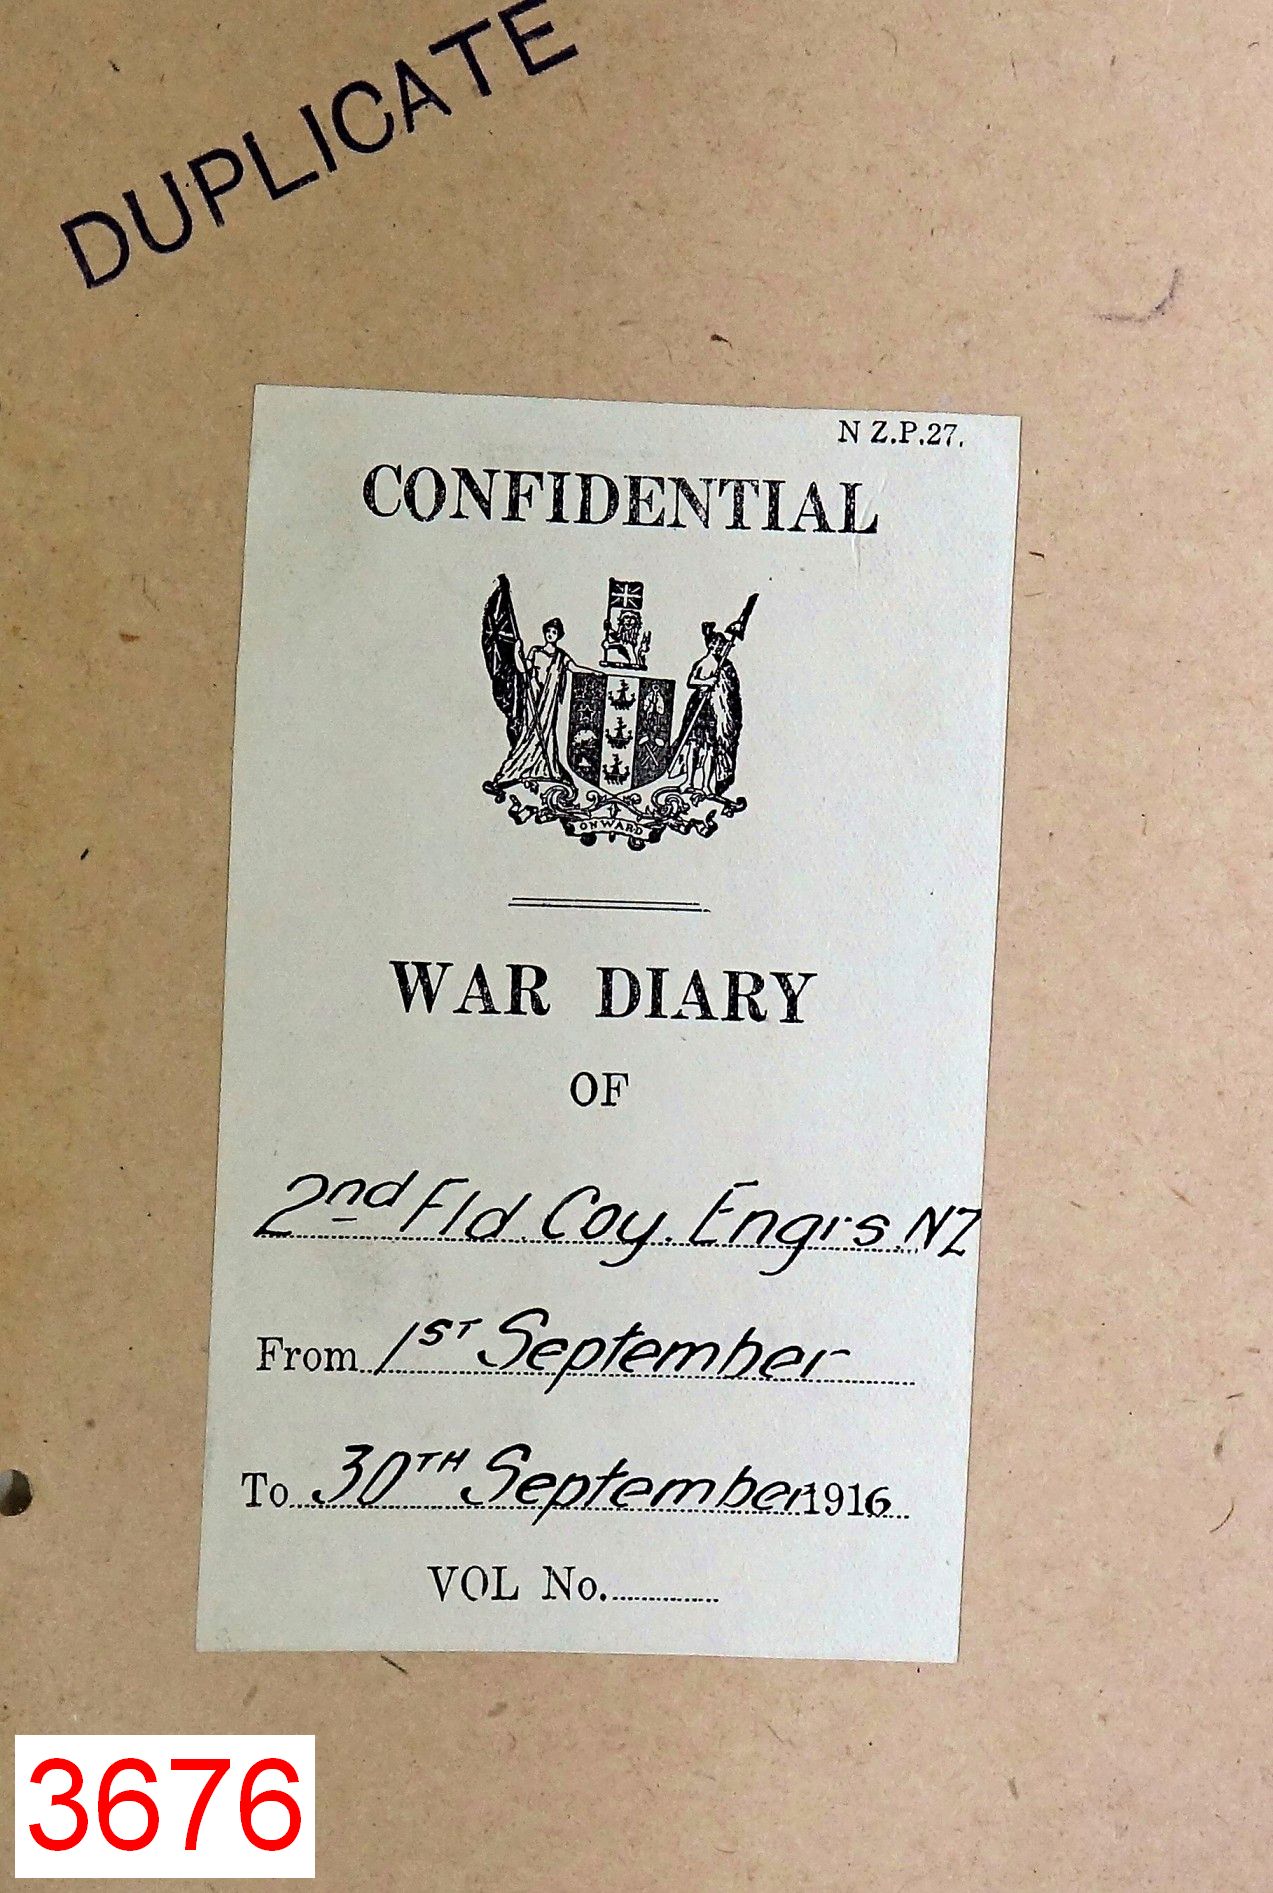 DUPLICATE
N Z.P.27.
CONFIDENTIAL
ONWARD
WAR DIARY
OF
2nd Fld. Coy. Engrs. NZ
From 1ST September
To 30TH September 1916
VOL No.
3676